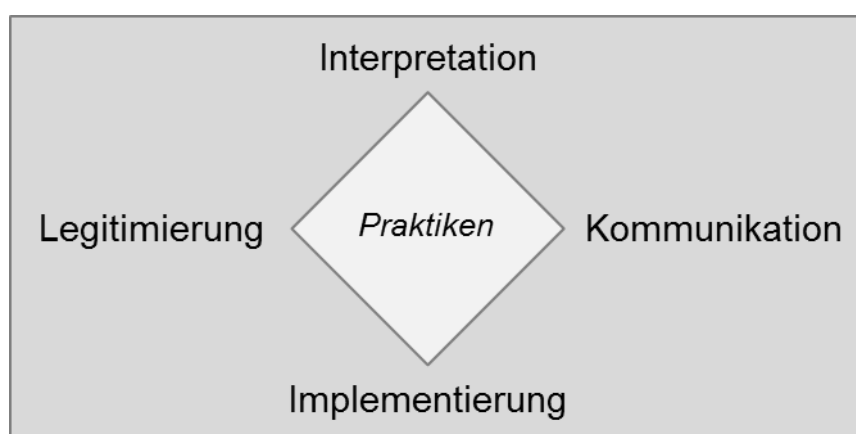 Interpretation
Legitimierung Praktiken Kommunikation
Implementierung